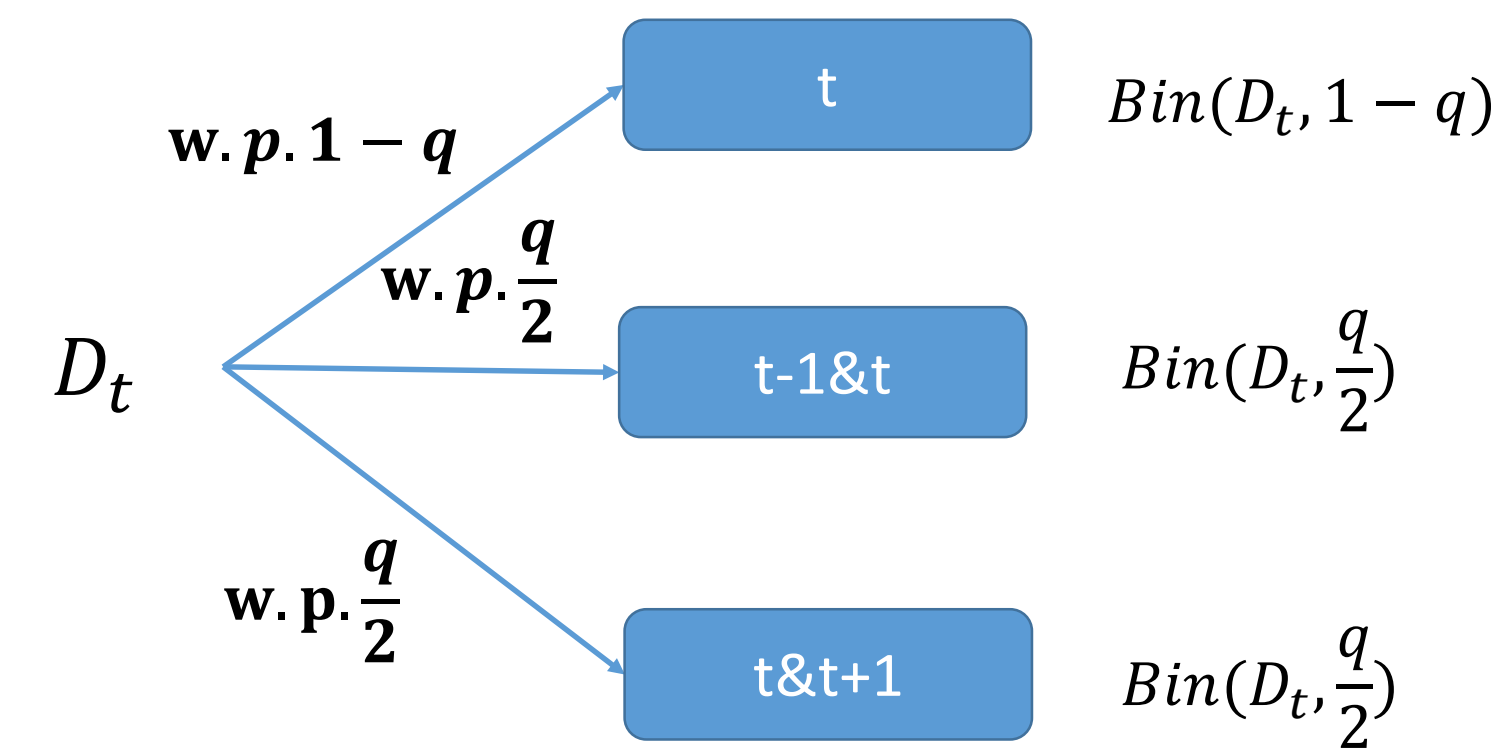 t
Bin(D_t, 1 − q)
w.p. 1 − q
w.p. q/2
D_t
t-1&t
Bin(D_t, q/2)
w.p. q/2
t&t+1
Bin(D_t, q/2)